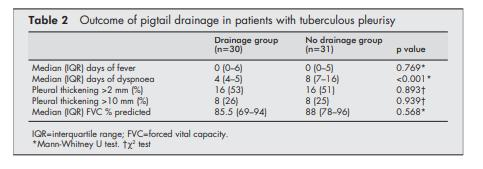 Table 2 Outcome of pigtail drainage in patients with tuberculous pleurisy
Drainage group No drainage group
(n=30) (n=31) p value
Median (IQR) days of fever 0 (0–6) 0 (0–5) 0.769*
Median (IQR) days of dyspnoea 4 (4–5) 8 (7–16) <0.001*
Pleural thickening >2 mm (%) 16 (53) 16 (51) 0.893†
Pleural thickening >10 mm (%) 8 (26) 8 (25) 0.939†
Median (IQR) FVC % predicted 85.5 (69–94) 88 (78–96) 0.568*
IQR=interquartile range; FVC=forced vital capacity.
*Mann-Whitney U test. †χ² test